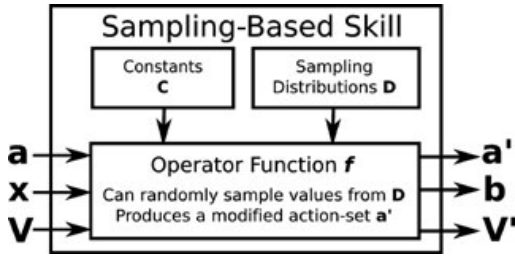 Sampling-Based Skill
Constants
C
Sampling
Distributions D
Operator Function f
Can randomly sample values from D
Produces a modified action-set a'
a
x
V
a'
b
V'